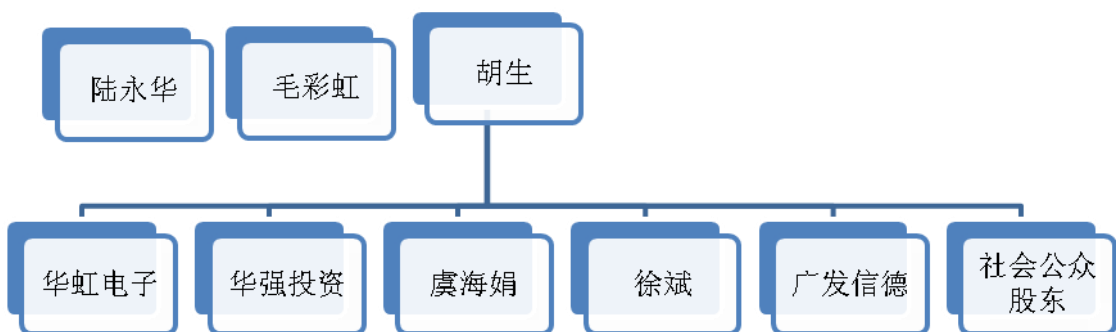 陆永华
毛彩虹
胡生
华虹电子
华强投资
虞海娟
徐斌
广发信德
社会公众
股东